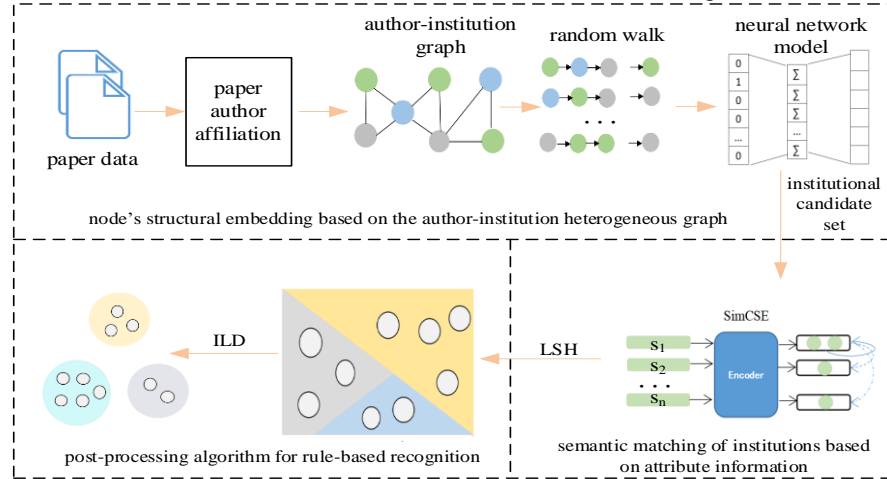 author-institution
graph
random walk
neural network
model
paper
author
affiliation
paper data
. . .
0
1
0
0
0
...
0
Σ
Σ
Σ
Σ
...
Σ
node's structural embedding based on the author-institution heterogeneous graph
institutional
candidate
set
ILD
LSH
SimCSE
S1
S2
. . .
Sn
Encoder
post-processing algorithm for rule-based recognition
semantic matching of institutions based
on attribute information